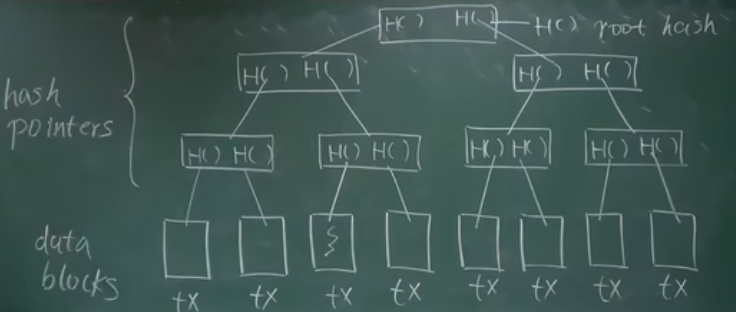 H() H() H() root hash
H() H() H() H()
hash
pointers
H() H() H() H() H() H() H() H()
data
blocks
tx tx tx tx tx tx tx tx